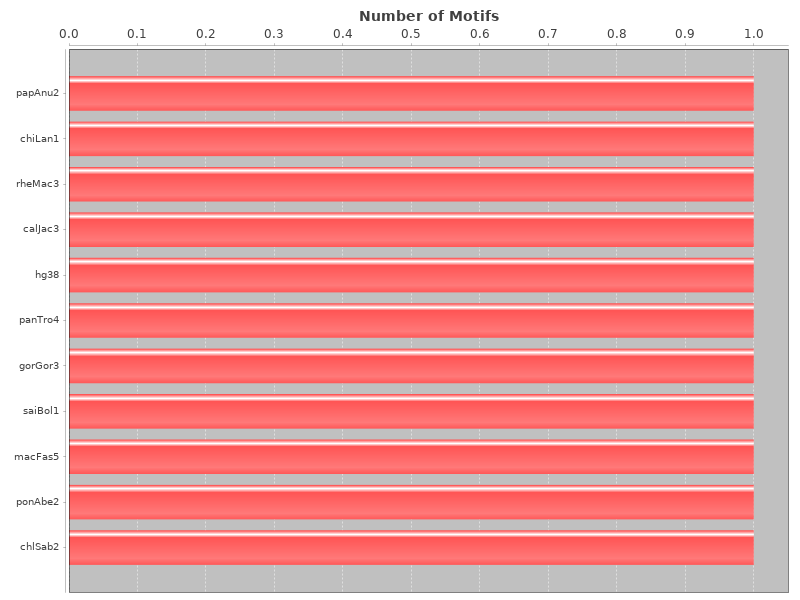 Number of Motifs
0.0 0.1 0.2 0.3 0.4 0.5 0.6 0.7 0.8 0.9 1.0
papAnu2
chiLan1
rheMac3
calJac3
hg38
panTro4
gorGor3
saiBol1
macFas5
ponAbe2
chlSab2